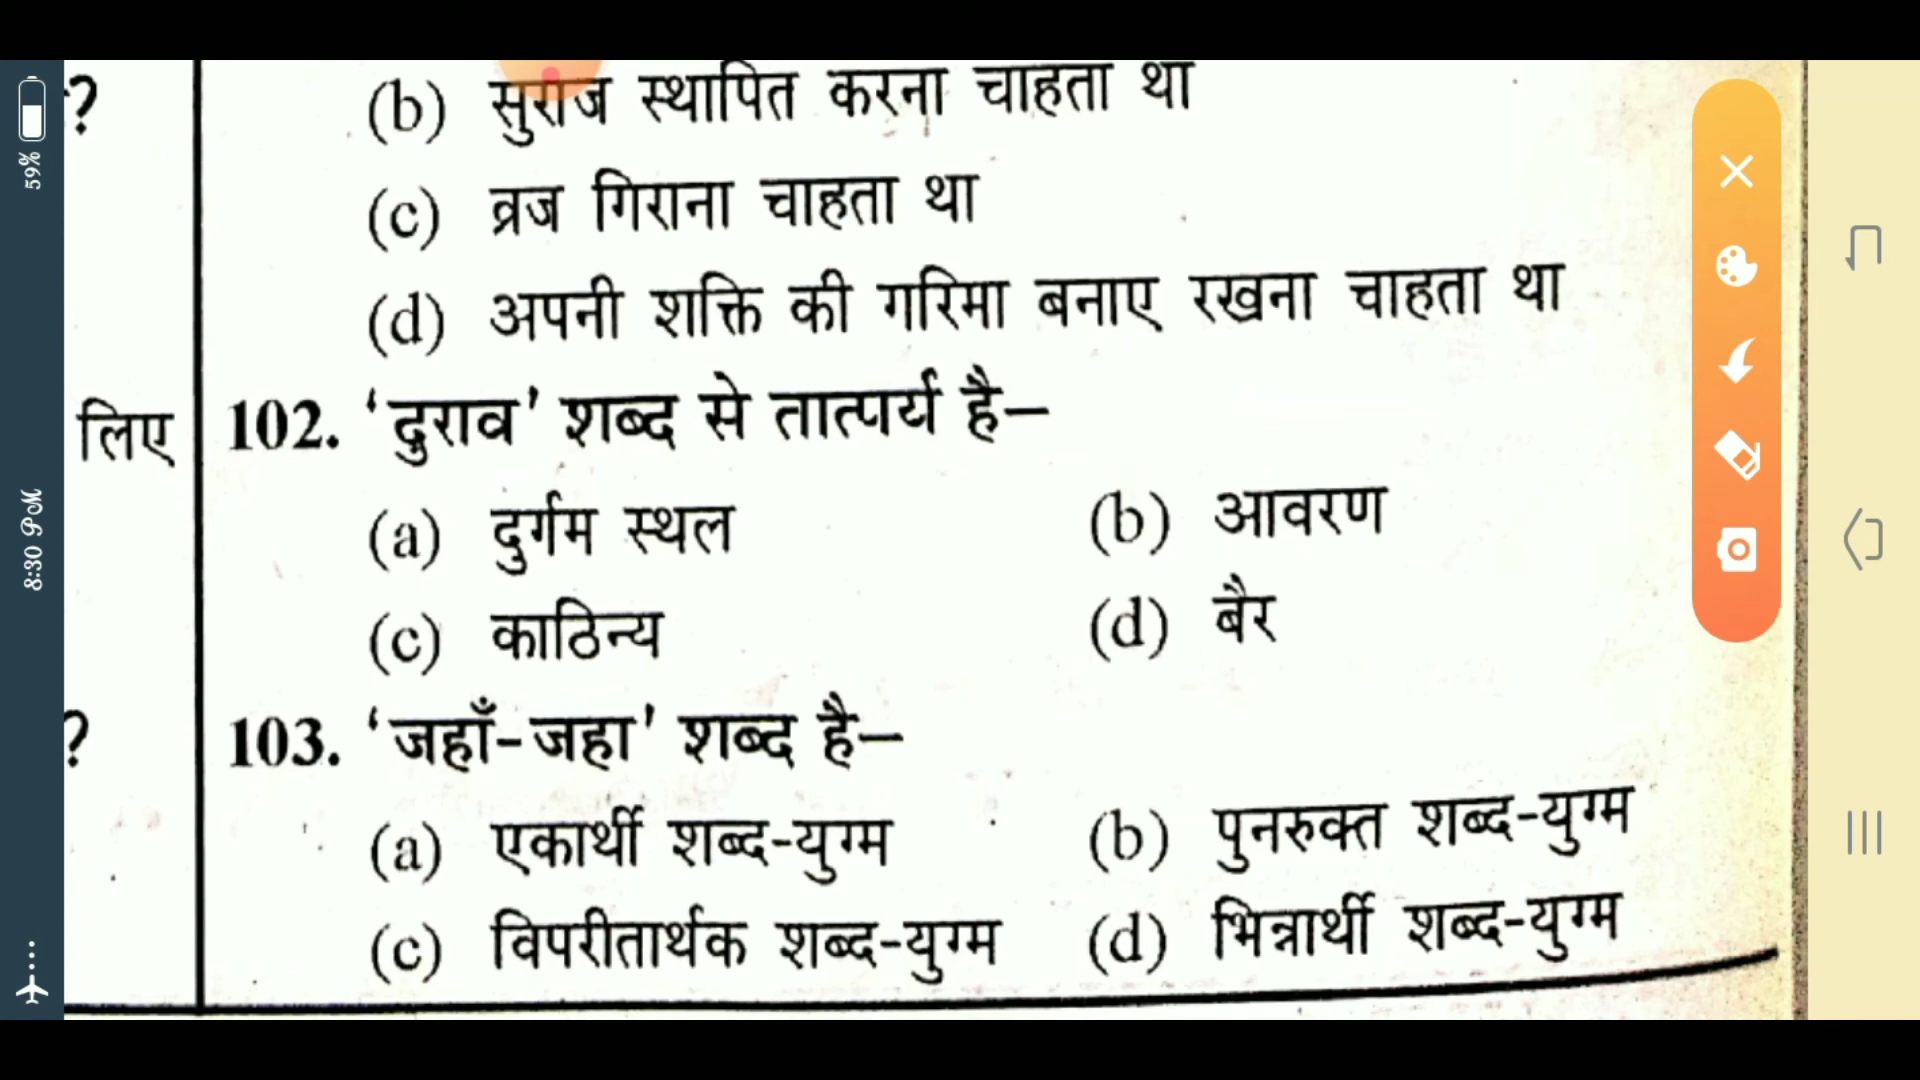 ?
(b) सुराज स्थापित करना चाहता था
(c) व्रज गिराना चाहता था
(d) अपनी शक्ति की गरिमा बनाए रखना चाहता था
लिए
102. 'दुराव' शब्द से तात्पर्य है–
(a) दुर्गम स्थल (b) आवरण
(c) काठिन्य (d) बैर
?
103. 'जहाँ-जहा' शब्द है–
(a) एकार्थी शब्द-युग्म (b) पुनरुक्त शब्द-युग्म
(c) विपरीतार्थक शब्द-युग्म (d) भिन्नार्थी शब्द-युग्म
59%
8:30 PM